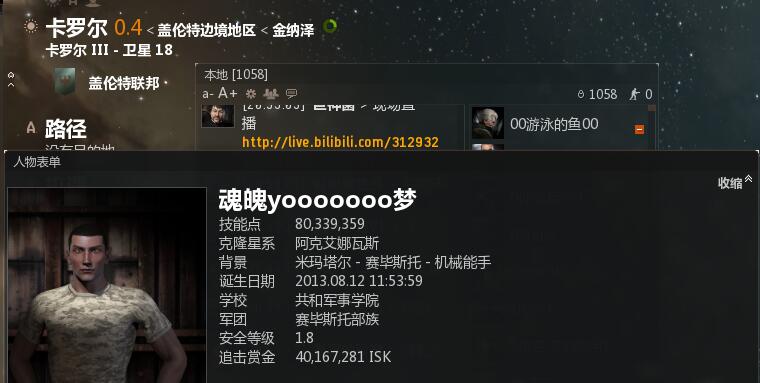 卡罗尔 0.4 < 盖伦特边境地区 < 金纳泽
卡罗尔 III - 卫星 18
盖伦特联邦
本地 [1058]
a- A+ 1058 0
现场直
播
http://live.bilibili.com/312932
00游泳的鱼00
路径
人物表单
收缩
魂魄yooooooo梦
技能点 80,339,359
克隆星系 阿克艾娜瓦斯
背景 米玛塔尔 - 赛毕斯托 - 机械能手
诞生日期 2013.08.12 11:53:59
学校 共和军事学院
军团 赛毕斯托部族
安全等级 1.8
追击赏金 40,167,281 ISK